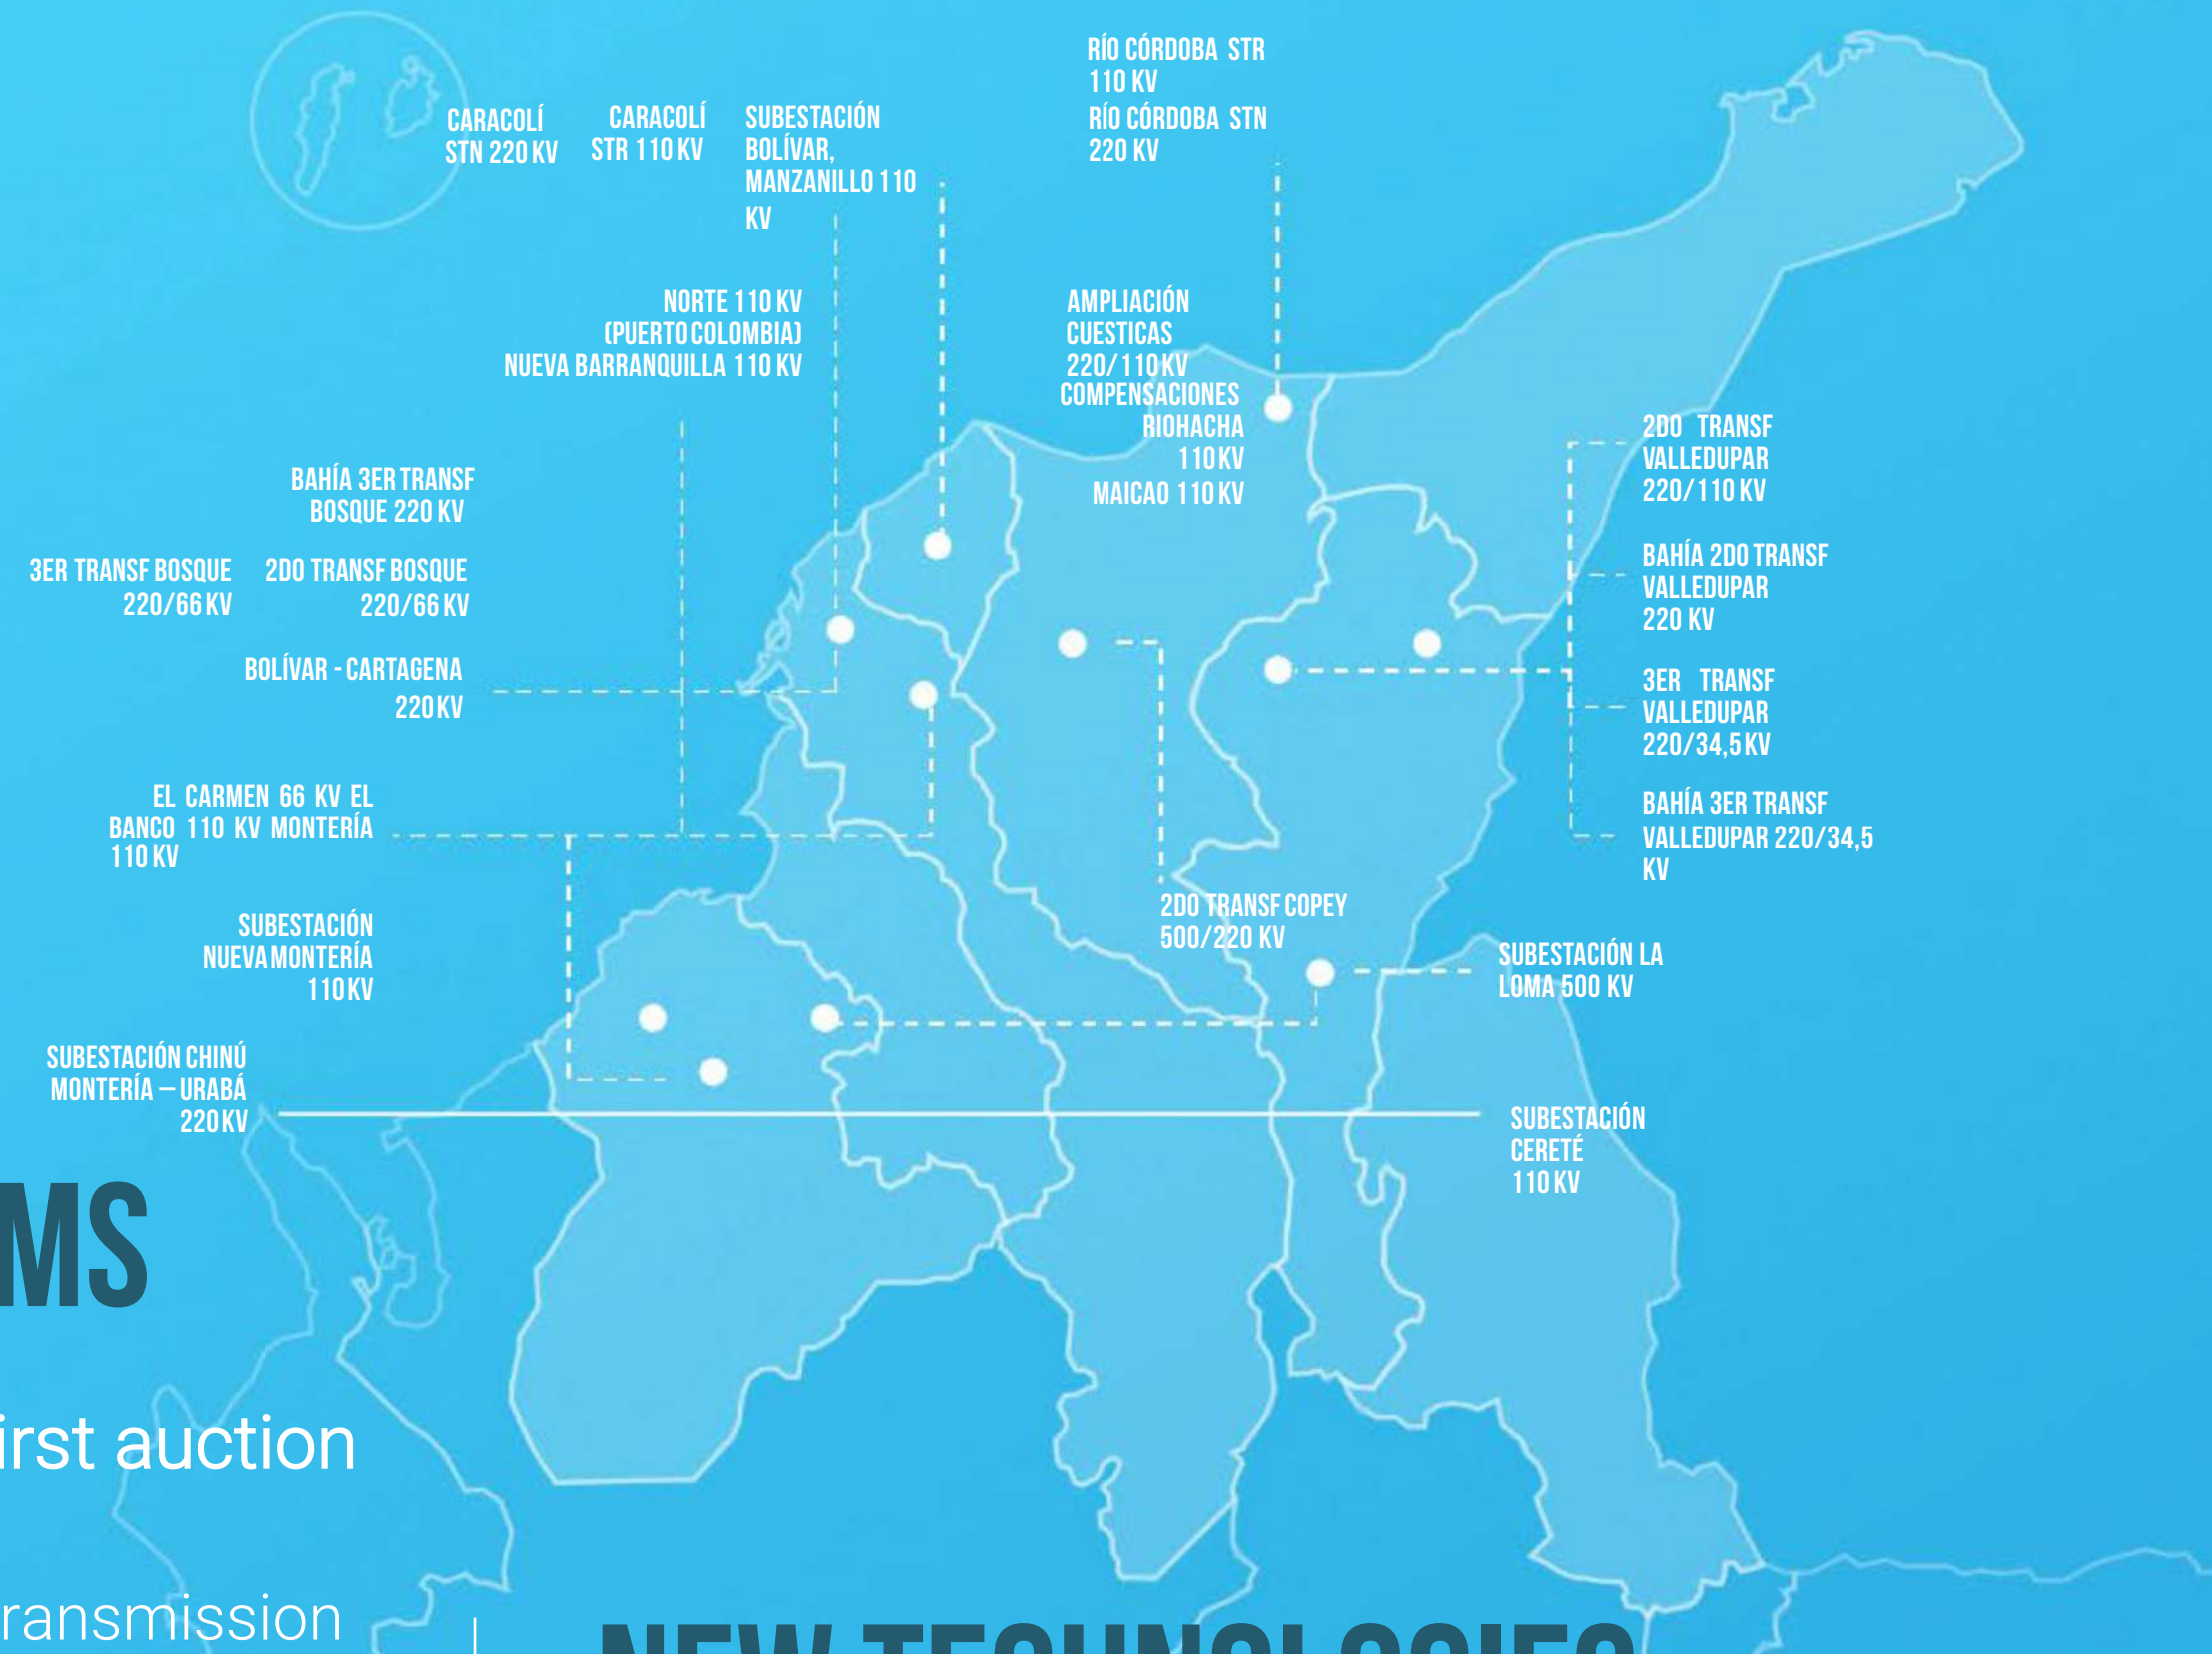 RÍO CÓRDOBA STR
110 KV
RÍO CÓRDOBA STN
220 KV
CARACOLÍ
STN 220 KV
CARACOLÍ
STR 110 KV
SUBESTACIÓN
BOLÍVAR,
MANZANILLO 110
KV
NORTE 110 KV
(PUERTO COLOMBIA)
NUEVA BARRANQUILLA 110 KV
AMPLIACIÓN
CUESTICAS
220/110 KV
COMPENSACIONES
RIOHACHA
110 KV
MAICAO 110 KV
BAHÍA 3ER TRANSF
BOSQUE 220 KV
3ER TRANSF BOSQUE
220/66 KV
2DO TRANSF BOSQUE
220/66 KV
BOLÍVAR - CARTAGENA
220 KV
2DO TRANSF
VALLEDUPAR
220/110 KV
BAHÍA 2DO TRANSF
VALLEDUPAR
220 KV
3ER TRANSF
VALLEDUPAR
220/34,5 KV
BAHÍA 3ER TRANSF
VALLEDUPAR 220/34,5
KV
EL CARMEN 66 KV EL
BANCO 110 KV MONTERÍA
110 KV
SUBESTACIÓN
NUEVA MONTERÍA
110 KV
2DO TRANSF COPEY
500/220 KV
SUBESTACIÓN LA
LOMA 500 KV
SUBESTACIÓN CHINÚ
MONTERÍA – URABÁ
220 KV
SUBESTACIÓN
CERETÉ
110 KV
MS
irst auction
ransmission
NEW TECHNOLOGIES